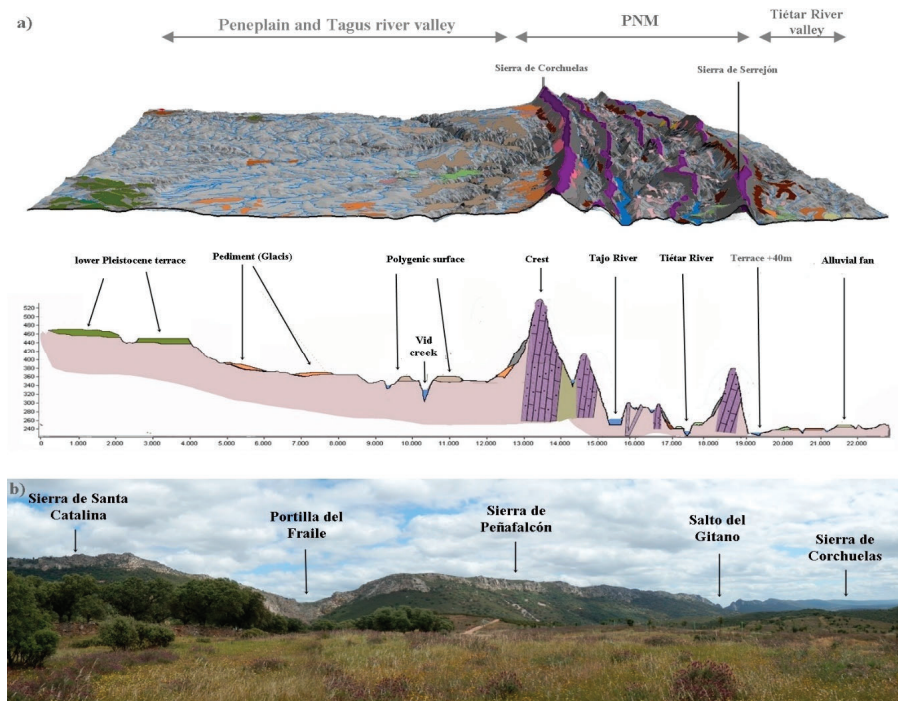 a)
Peneplain and Tagus river valley
PNM
Tiétar River
valley
Sierra de Corchuelas
Sierra de Serrejón
lower Pleistocene terrace
Pediment (Glacis)
Polygenic surface
Crest
Tajo River
Tiétar River
Terrace +40m
Alluvial fan
Vid
creek
520
500
480
460
440
420
400
380
360
340
320
300
280
260
240
0
1.000
2.000
3.000
4.000
5.000
6.000
7.000
8.000
9.000
10.000
11.000
12.000
13.000
14.000
15.000
16.000
17.000
18.000
19.000
20.000
21.000
22.000
b)
Sierra de Santa
Catalina
Portilla del
Fraile
Sierra de
Peñafalcón
Salto del
Gitano
Sierra de
Corchuelas